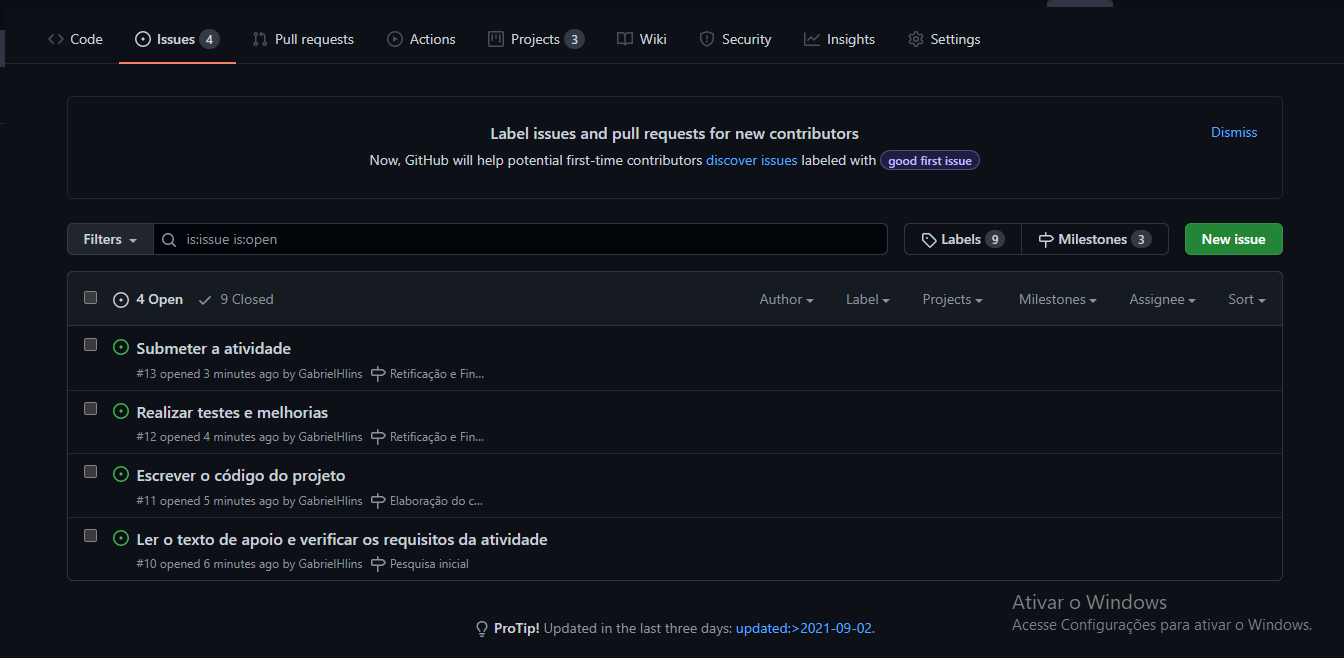 Code Issues 4 Pull requests Actions Projects 3 Wiki Security Insights Settings
Label issues and pull requests for new contributors
Dismiss
Now, GitHub will help potential first-time contributors discover issues labeled with good first issue
Filters is:issue is:open Labels 9 Milestones 3 New issue
4 Open 9 Closed Author Label Projects Milestones Assignee Sort
Submeter a atividade
#13 opened 3 minutes ago by GabrielHlins Retificação e Fin...
Realizar testes e melhorias
#12 opened 4 minutes ago by GabrielHlins Retificação e Fin...
Escrever o código do projeto
#11 opened 5 minutes ago by GabrielHlins Elaboração do c...
Ler o texto de apoio e verificar os requisitos da atividade
#10 opened 6 minutes ago by GabrielHlins Pesquisa inicial
ProTip! Updated in the last three days: updated:>2021-09-02.
Ativar o Windows
Acesse Configurações para ativar o Windows.